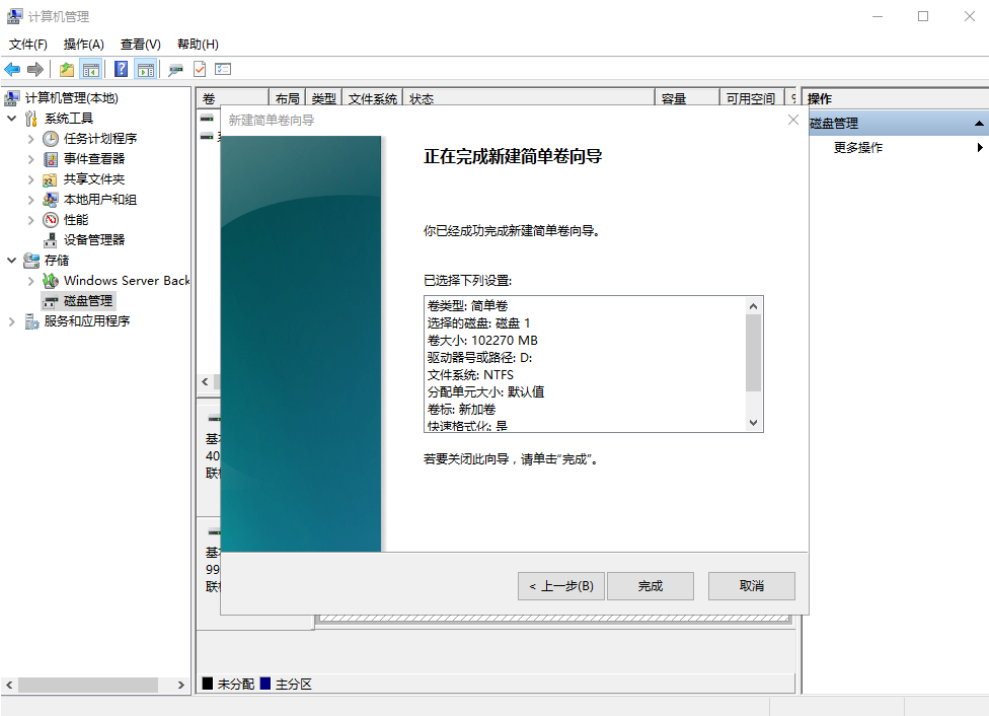 计算机管理
文件(F) 操作(A) 查看(V) 帮助(H)
计算机管理(本地)
系统工具
任务计划程序
事件查看器
共享文件夹
本地用户和组
性能
设备管理器
存储
Windows Server Back
磁盘管理
服务和应用程序
卷 布局 类型 文件系统 状态 容量 可用空间
新建简单卷向导
正在完成新建简单卷向导
你已经成功完成新建简单卷向导。
已选择下列设置:
卷类型: 简单卷
选择的磁盘: 磁盘 1
卷大小: 102270 MB
驱动器号或路径: D:
文件系统: NTFS
分配单元大小: 默认值
卷标: 新加卷
快速格式化: 是
若要关闭此向导，请单击"完成"。
< 上一步(B) 完成 取消
基
40
联
基
99
联
未分配 主分区
操作
磁盘管理
更多操作